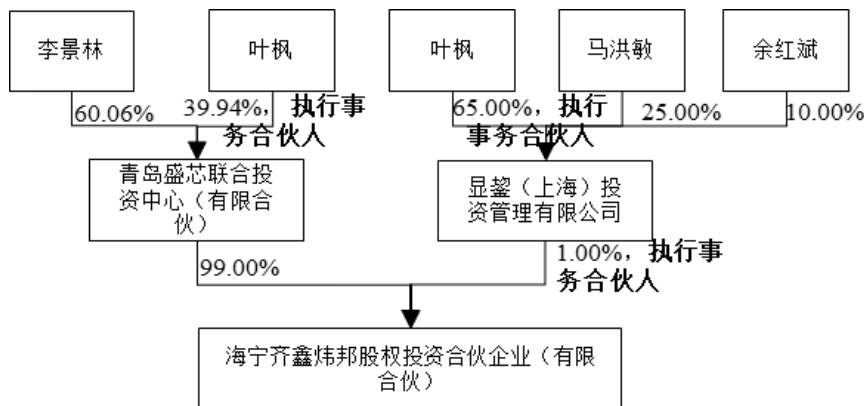 李景林
叶枫
叶枫
马洪敏
余红斌
60.06%
39.94%，执行事
务合伙人
65.00%，执行
事务合伙人
25.00%
10.00%
青岛盛芯联合投
资中心（有限合
伙）
显鋆（上海）投
资管理有限公司
99.00%
1.00%，执行事
务合伙人
海宁齐鑫炜邦股权投资合伙企业（有限
合伙）